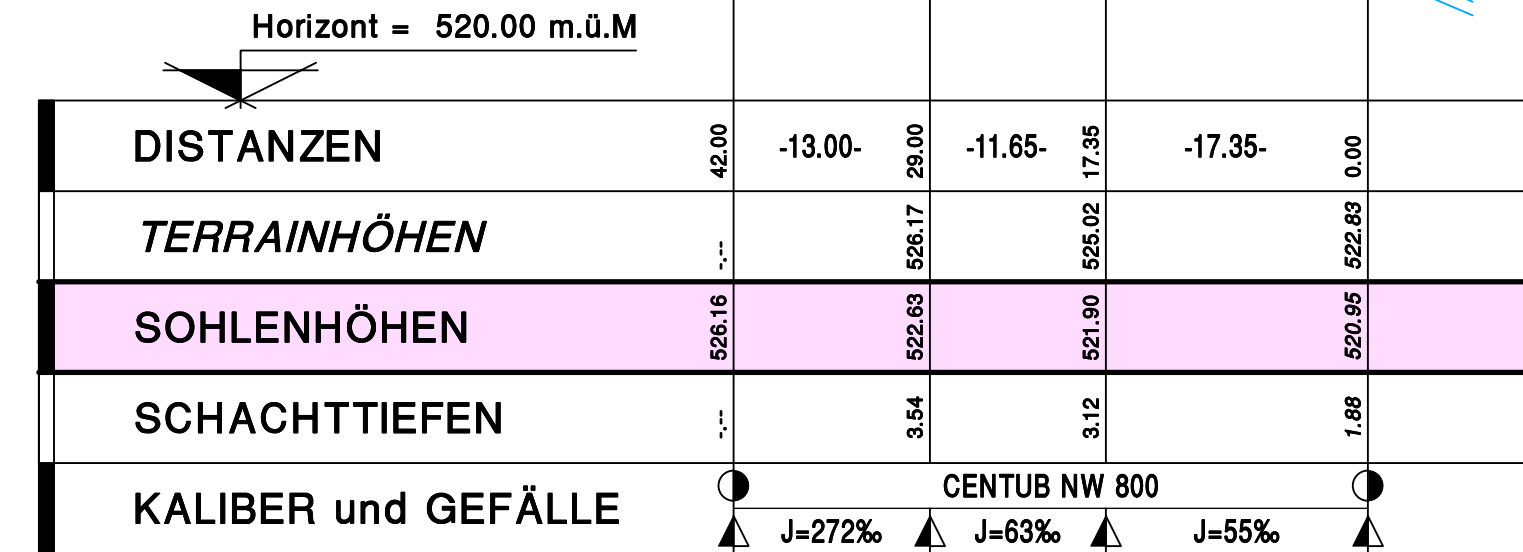 Horizont = 520.00 m.ü.M
DISTANZEN 42.00 -13.00- 29.00 -11.65- 17.35 -17.35- 0.00
TERRAINHÖHEN -.-- 526.17 525.02 522.83
SOHLENHÖHEN 526.16 522.63 521.90 520.95
SCHACHTTIEFEN -.-- 3.54 3.12 1.88
KALIBER und GEFÄLLE CENTUB NW 800
J=272‰ J=63‰ J=55‰